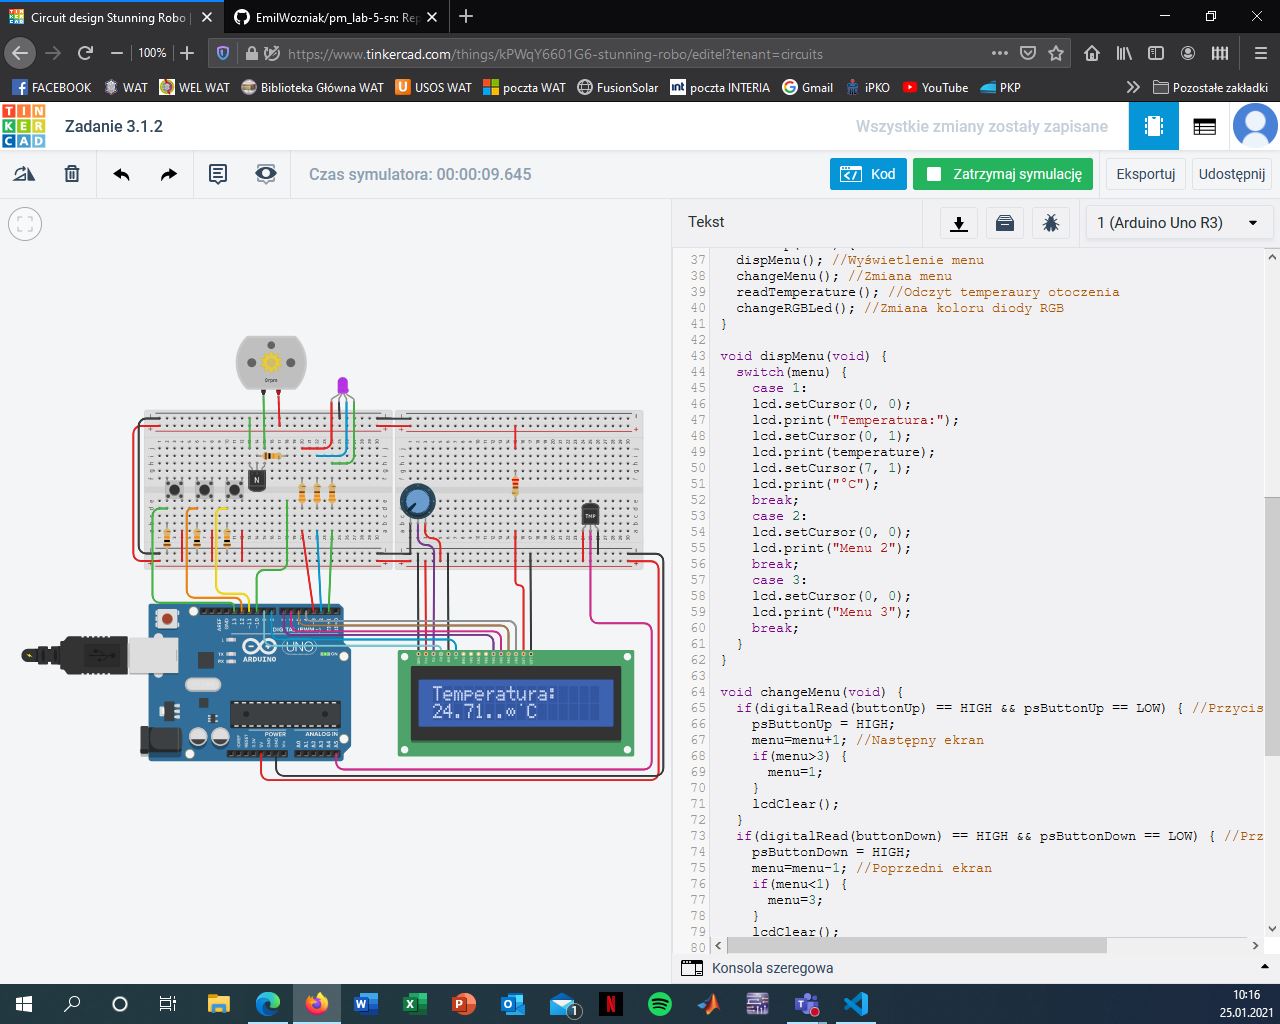 Circuit design Stunning Robo |
EmilWozniak/pm_lab-5-sn: Rep
100%
https://www.tinkercad.com/things/kPWqY6601G6-stunning-robo/editel?tenant=circuits
FACEBOOK
WAT
WEL WAT
Biblioteka Główna WAT
USOS WAT
poczta WAT
FusionSolar
int poczta INTERIA
Gmail
iPKO
YouTube
PKP
Pozostałe zakładki
TIN
KER
CAD
Zadanie 3.1.2
Wszystkie zmiany zostały zapisane
Czas symulatora: 00:00:09.645
Kod
Zatrzymaj symulację
Eksportuj
Udostępnij
Tekst
1 (Arduino Uno R3)
37 dispMenu(); //Wyświetlenie menu
38 changeMenu(); //Zmiana menu
39 readTemperature(); //Odczyt temperaury otoczenia
40 changeRGBLed(); //Zmiana koloru diody RGB
41 }
42
43 void dispMenu(void) {
44 switch(menu) {
45 case 1:
46 lcd.setCursor(0, 0);
47 lcd.print("Temperatura:");
48 lcd.setCursor(0, 1);
49 lcd.print(temperature);
50 lcd.setCursor(7, 1);
51 lcd.print("°C");
52 break;
53 case 2:
54 lcd.setCursor(0, 0);
55 lcd.print("Menu 2");
56 break;
57 case 3:
58 lcd.setCursor(0, 0);
59 lcd.print("Menu 3");
60 break;
61 }
62 }
63
64 void changeMenu(void) {
65 if(digitalRead(buttonUp) == HIGH && psButtonUp == LOW) { //Przycis
66 psButtonUp = HIGH;
67 menu=menu+1; //Następny ekran
68 if(menu>3) {
69 menu=1;
70 }
71 lcdClear();
72 }
73 if(digitalRead(buttonDown) == HIGH && psButtonDown == LOW) { //Prz
74 psButtonDown = HIGH;
75 menu=menu-1; //Poprzedni ekran
76 if(menu<1) {
77 menu=3;
78 }
79 lcdClear();
80
0rpm
N
TMP
DIGITAL
UNO
ARDUINO
TX
RX
ON
POWER
ANALOG IN
Temperatura:
24.71
Konsola szeregowa
1
10:16
25.01.2021